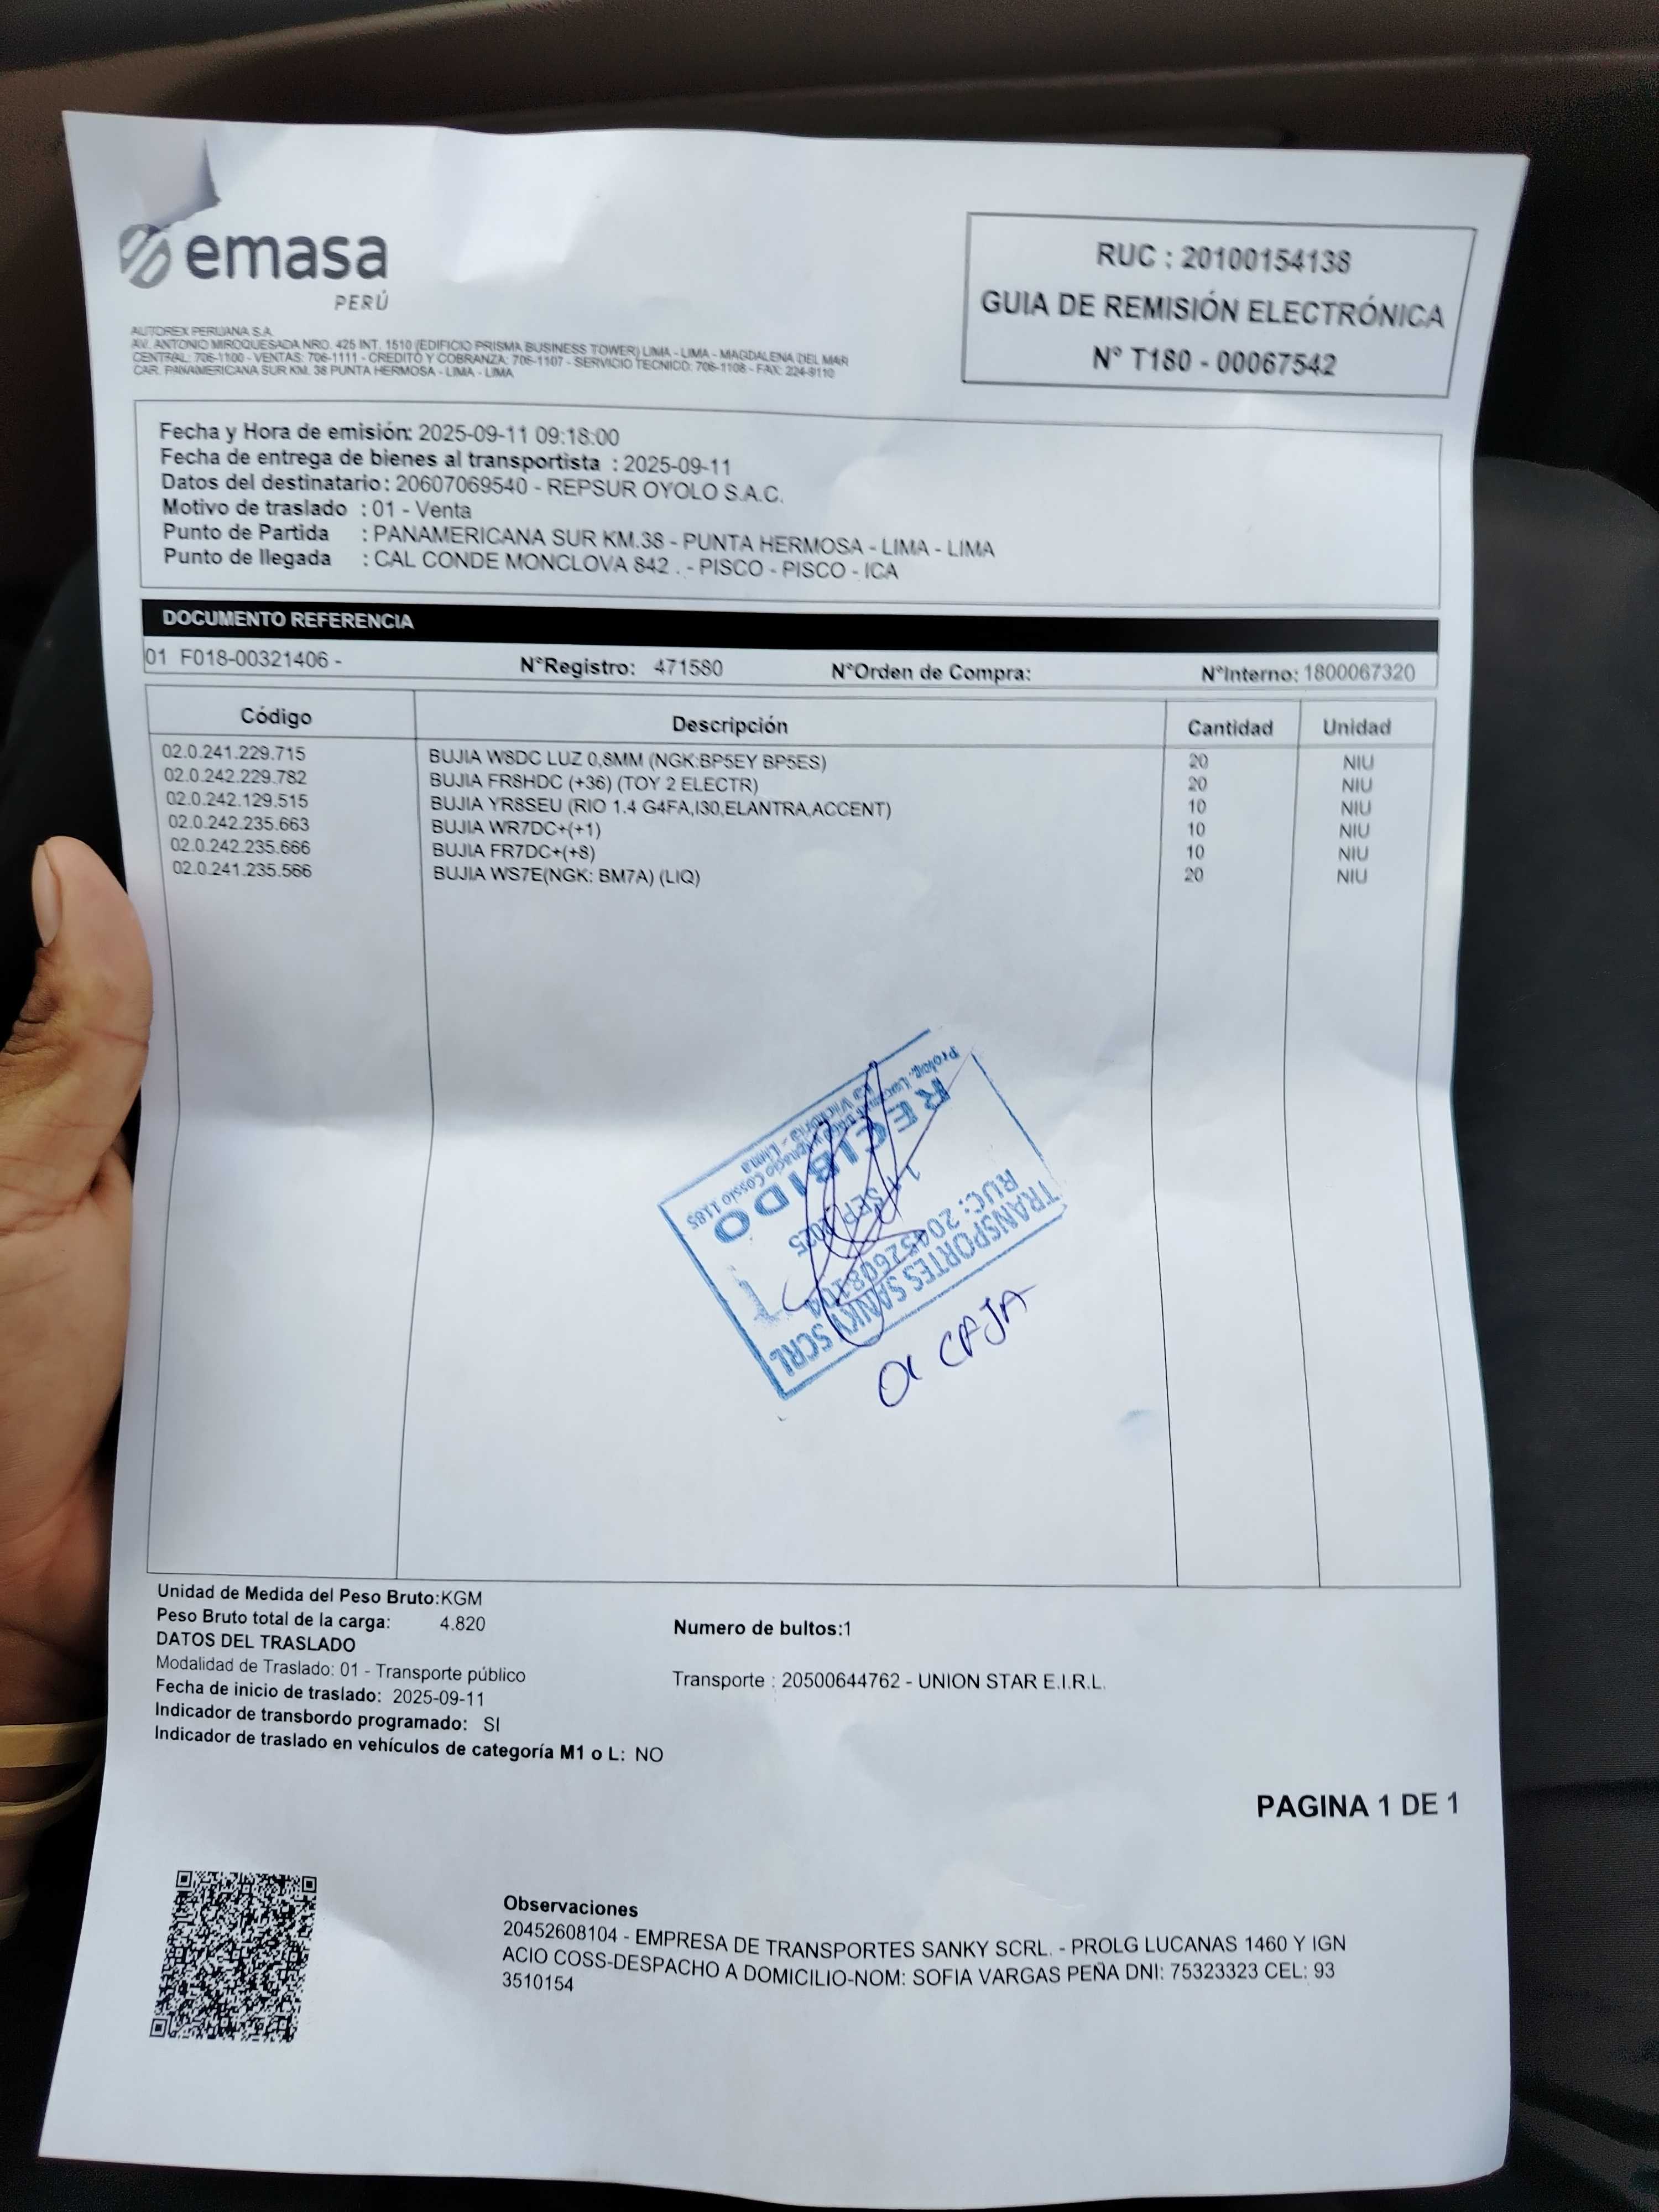 emasa
PERÚ
AUTOREX PERUANA S.A.
AV. ANTONIO MIROQUESADA NRO. 425 INT. 1510 (EDIFICIO PRISMA BUSINESS TOWER) LIMA - LIMA - MAGDALENA DEL MAR
CENTRAL: 706-1100 - VENTAS: 706-1111 - CREDITO Y COBRANZA: 706-1107 - SERVICIO TECNICO: 706-1108 - FAX: 224-9110
CAR. PANAMERICANA SUR KM. 38 PUNTA HERMOSA - LIMA - LIMA
RUC : 20100154138
GUIA DE REMISIÓN ELECTRÓNICA
N° T180 - 00067542
Fecha y Hora de emisión: 2025-09-11 09:18:00
Fecha de entrega de bienes al transportista : 2025-09-11
Datos del destinatario: 20607069540 - REPSUR OYOLO S.A.C.
Motivo de traslado : 01 - Venta
Punto de Partida : PANAMERICANA SUR KM.38 - PUNTA HERMOSA - LIMA - LIMA
Punto de llegada : CAL CONDE MONCLOVA 842 . - PISCO - PISCO - ICA
DOCUMENTO REFERENCIA
01 F018-00321406 - N°Registro: 471580 N°Orden de Compra: N°Interno: 1800067320
Código Descripción Cantidad Unidad
02.0.241.229.715 BUJIA W8DC LUZ 0,8MM (NGK:BP5EY BP5ES) 20 NIU
02.0.242.229.782 BUJIA FR8HDC (+36) (TOY 2 ELECTR) 20 NIU
02.0.242.129.515 BUJIA YR8SEU (RIO 1.4 G4FA,I30,ELANTRA,ACCENT) 10 NIU
02.0.242.235.663 BUJIA WR7DC+(+1) 10 NIU
02.0.242.235.666 BUJIA FR7DC+(+8) 10 NIU
02.0.241.235.566 BUJIA WS7E(NGK: BM7A) (LIQ) 20 NIU
TRANSPORTES SANKY SCRL
RUC: 20452608104
SEP 2025
RECIBIDO
Prolog. Cossio 1185
La Victoria - Lima
01 CAJA
Unidad de Medida del Peso Bruto:KGM
Peso Bruto total de la carga: 4.820
Numero de bultos:1
DATOS DEL TRASLADO
Modalidad de Traslado: 01 - Transporte público
Transporte : 20500644762 - UNION STAR E.I.R.L.
Fecha de inicio de traslado: 2025-09-11
Indicador de transbordo programado: SI
Indicador de traslado en vehículos de categoría M1 o L: NO
PAGINA 1 DE 1
Observaciones
20452608104 - EMPRESA DE TRANSPORTES SANKY SCRL. - PROLG LUCANAS 1460 Y IGN
ACIO COSS-DESPACHO A DOMICILIO-NOM: SOFIA VARGAS PEÑA DNI: 75323323 CEL: 93
3510154